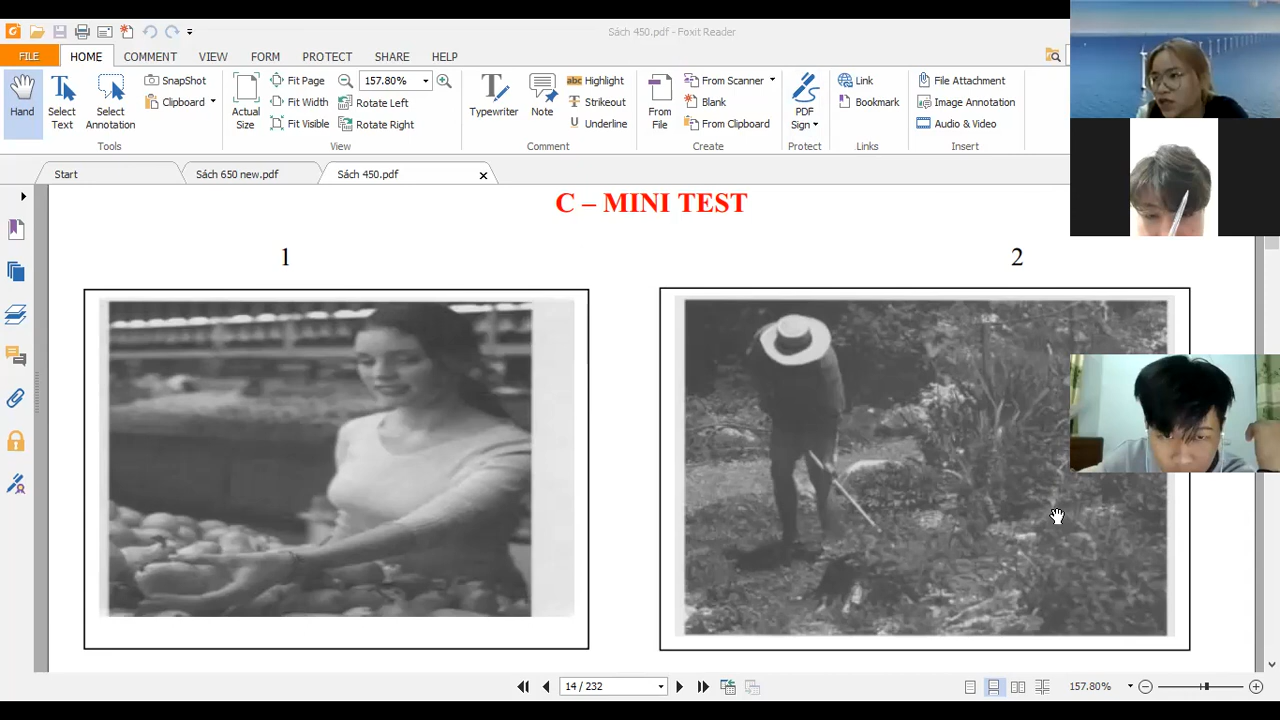 Sách 450.pdf - Foxit Reader
FILE HOME COMMENT VIEW FORM PROTECT SHARE HELP
Hand
Select Text
Select Annotation
SnapShot
Clipboard
Tools
Actual Size
Fit Page
Fit Width
Fit Visible
157.80%
Rotate Left
Rotate Right
View
Typewriter
Note
Highlight
Strikeout
Underline
Comment
From File
From Scanner
Blank
From Clipboard
Create
PDF Sign
Protect
Link
Bookmark
Links
File Attachment
Image Annotation
Audio & Video
Insert
Start Sách 650 new.pdf Sách 450.pdf
C – MINI TEST
1 2
14 / 232 157.80%